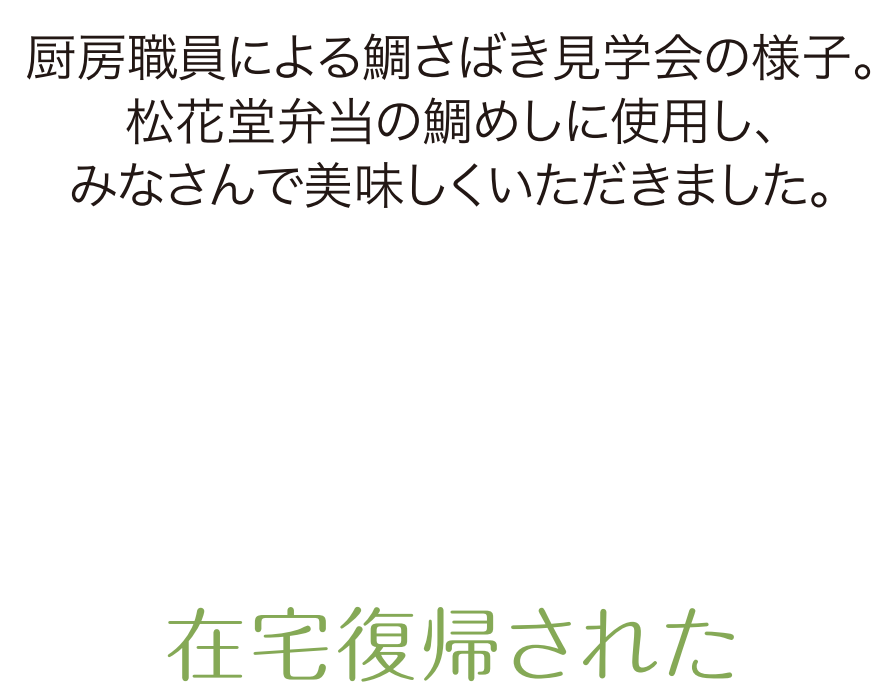 厨房職員による鯛さばき見学会の様子。
松花堂弁当の鯛めしに使用し、
みなさんで美味しくいただきました。
在宅復帰された